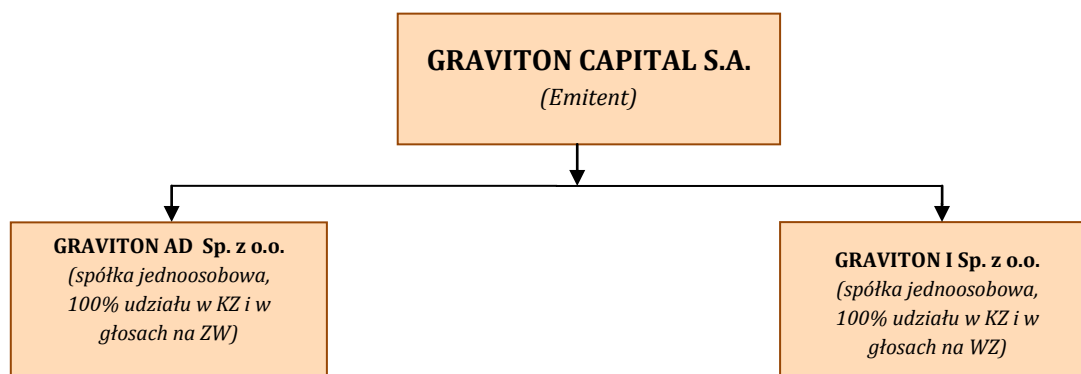 GRAVITON CAPITAL S.A.
(Emitent)
GRAVITON AD Sp. z o.o.
(spółka jednoosobowa,
100% udziału w KZ i w
głosach na ZW)
GRAVITON I Sp. z o.o.
(spółka jednoosobowa,
100% udziału w KZ i w
głosach na WZ)